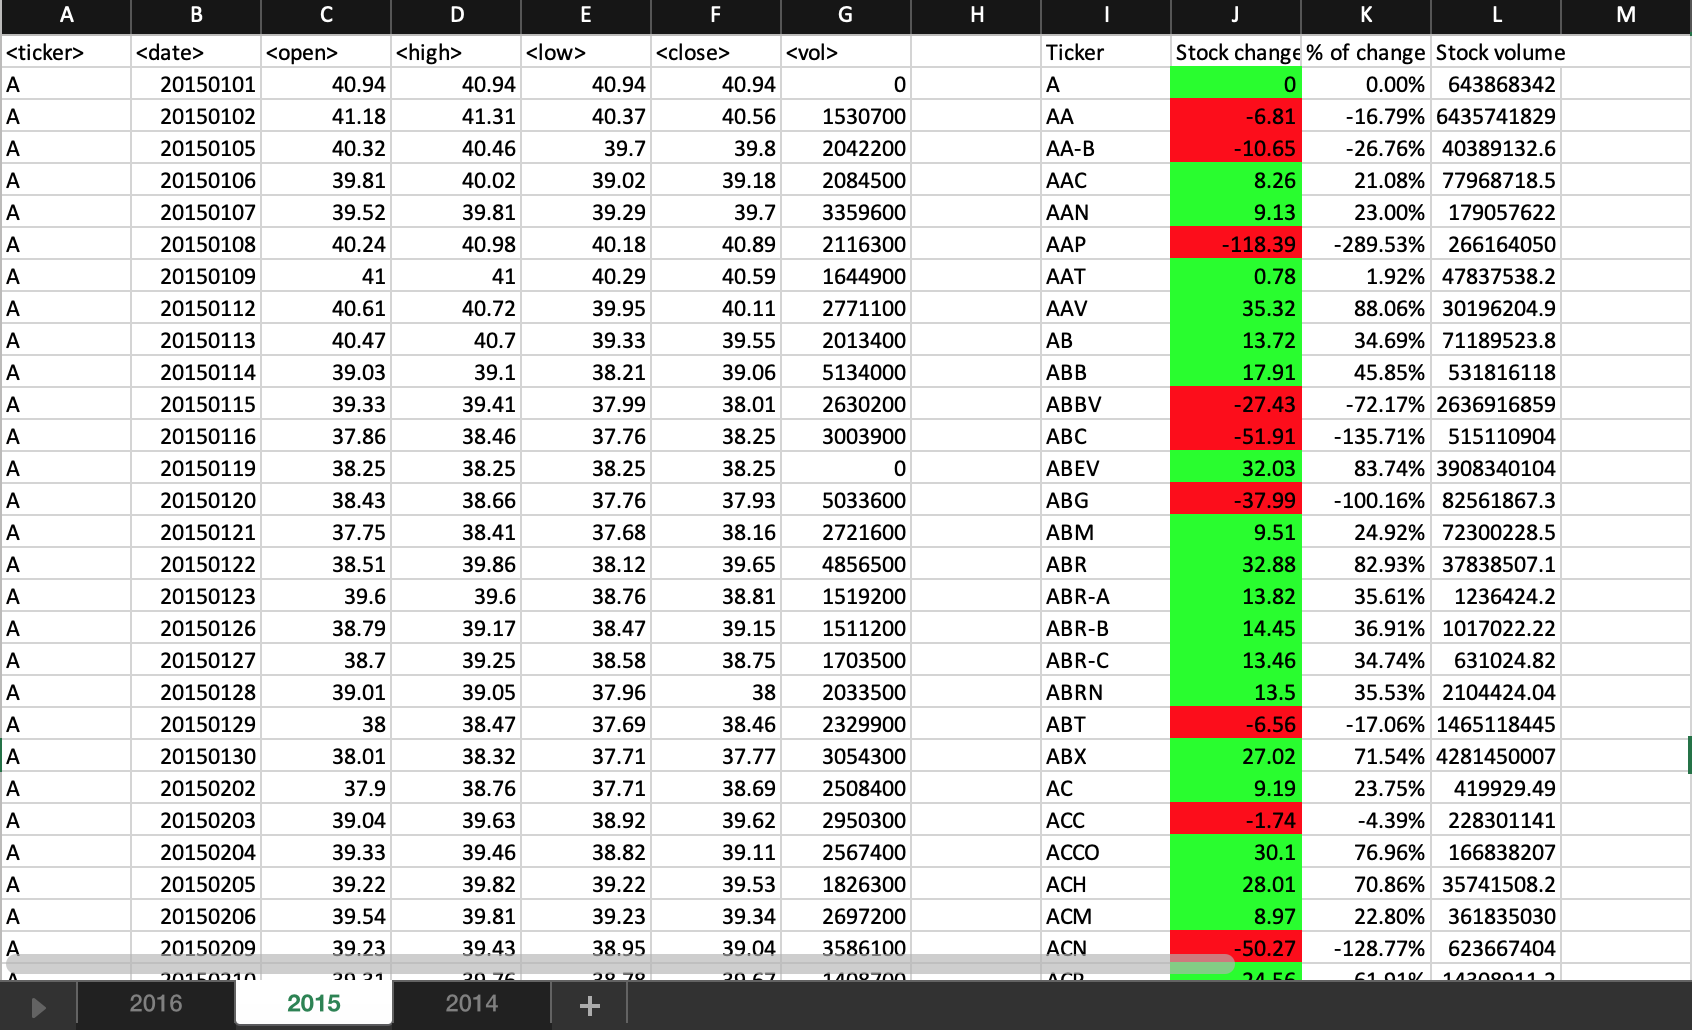 A B C D E F G H I J K L M
<ticker> <date> <open> <high> <low> <close> <vol> Ticker Stock change % of change Stock volume
A 20150101 40.94 40.94 40.94 40.94 0 A 0 0.00% 643868342
A 20150102 41.18 41.31 40.37 40.56 1530700 AA -6.81 -16.79% 6435741829
A 20150105 40.32 40.46 39.7 39.8 2042200 AA-B -10.65 -26.76% 40389132.6
A 20150106 39.81 40.02 39.02 39.18 2084500 AAC 8.26 21.08% 77968718.5
A 20150107 39.52 39.81 39.29 39.7 3359600 AAN 9.13 23.00% 179057622
A 20150108 40.24 40.98 40.18 40.89 2116300 AAP -118.39 -289.53% 266164050
A 20150109 41 41 40.29 40.59 1644900 AAT 0.78 1.92% 47837538.2
A 20150112 40.61 40.72 39.95 40.11 2771100 AAV 35.32 88.06% 30196204.9
A 20150113 40.47 40.7 39.33 39.55 2013400 AB 13.72 34.69% 71189523.8
A 20150114 39.03 39.1 38.21 39.06 5134000 ABB 17.91 45.85% 531816118
A 20150115 39.33 39.41 37.99 38.01 2630200 ABBV -27.43 -72.17% 2636916859
A 20150116 37.86 38.46 37.76 38.25 3003900 ABC -51.91 -135.71% 515110904
A 20150119 38.25 38.25 38.25 38.25 0 ABEV 32.03 83.74% 3908340104
A 20150120 38.43 38.66 37.76 37.93 5033600 ABG -37.99 -100.16% 82561867.3
A 20150121 37.75 38.41 37.68 38.16 2721600 ABM 9.51 24.92% 72300228.5
A 20150122 38.51 39.86 38.12 39.65 4856500 ABR 32.88 82.93% 37838507.1
A 20150123 39.6 39.6 38.76 38.81 1519200 ABR-A 13.82 35.61% 1236424.2
A 20150126 38.79 39.17 38.47 39.15 1511200 ABR-B 14.45 36.91% 1017022.22
A 20150127 38.7 39.25 38.58 38.75 1703500 ABR-C 13.46 34.74% 631024.82
A 20150128 39.01 39.05 37.96 38 2033500 ABRN 13.5 35.53% 2104424.04
A 20150129 38 38.47 37.69 38.46 2329900 ABT -6.56 -17.06% 1465118445
A 20150130 38.01 38.32 37.71 37.77 3054300 ABX 27.02 71.54% 4281450007
A 20150202 37.9 38.76 37.71 38.69 2508400 AC 9.19 23.75% 419929.49
A 20150203 39.04 39.63 38.92 39.62 2950300 ACC -1.74 -4.39% 228301141
A 20150204 39.33 39.46 38.82 39.11 2567400 ACCO 30.1 76.96% 166838207
A 20150205 39.22 39.82 39.22 39.53 1826300 ACH 28.01 70.86% 35741508.2
A 20150206 39.54 39.81 39.23 39.34 2697200 ACM 8.97 22.80% 361835030
A 20150209 39.23 39.43 38.95 39.04 3586100 ACN -50.27 -128.77% 623667404
2016 2015 2014 +